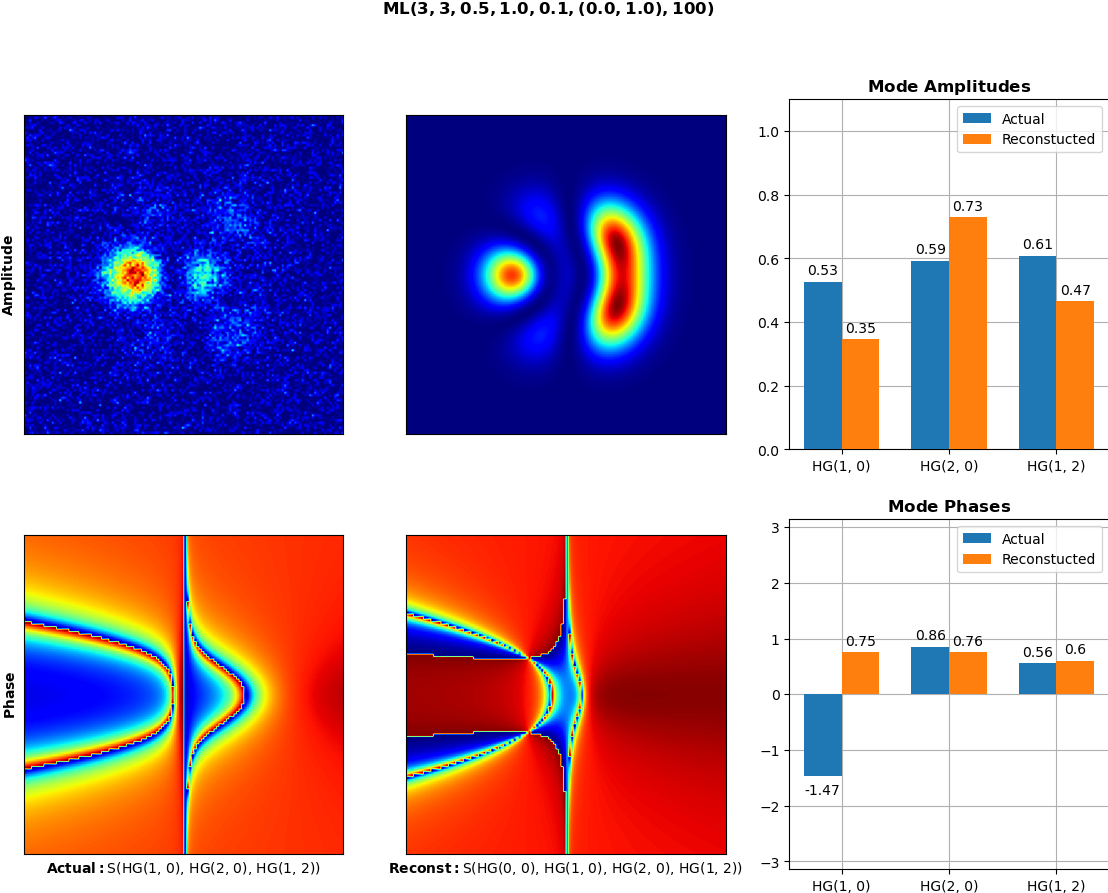 ML(3, 3, 0.5, 1.0, 0.1, (0.0, 1.0), 100)
Amplitude
Mode Amplitudes
Actual
Reconstucted
1.0
0.8
0.6
0.4
0.2
0.0
0.53
0.35
0.59
0.73
0.61
0.47
HG(1, 0)
HG(2, 0)
HG(1, 2)
Phase
Actual: S(HG(1, 0), HG(2, 0), HG(1, 2))
Reconst: S(HG(0, 0), HG(1, 0), HG(2, 0), HG(1, 2))
Mode Phases
Actual
Reconstucted
3
2
1
0
−1
−2
−3
-1.47
0.75
0.86
0.76
0.56
0.6
HG(1, 0)
HG(2, 0)
HG(1, 2)